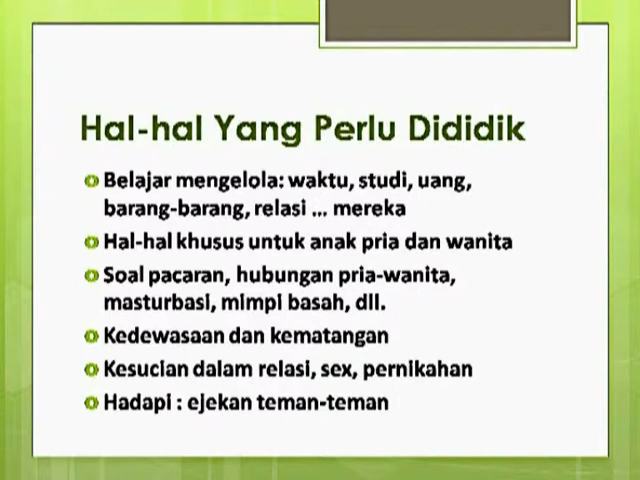 Hal-hal Yang Perlu Dididik
Belajar mengelola: waktu, studi, uang,
barang-barang, relasi ... mereka
Hal-hal khusus untuk anak pria dan wanita
Soal pacaran, hubungan pria-wanita,
masturbasi, mimpi basah, dll.
Kedewasaan dan kematangan
Kesucian dalam relasi, sex, pernikahan
Hadapi : ejekan teman-teman